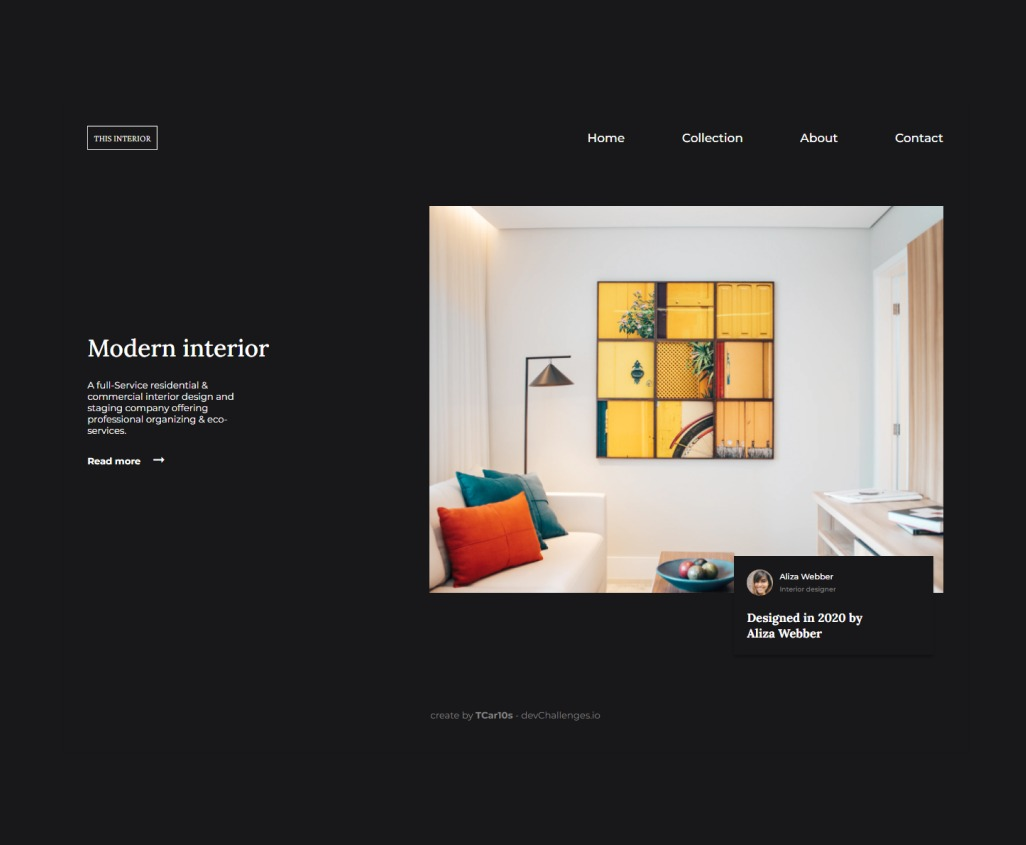 THIS INTERIOR
Home
Collection
About
Contact
Modern interior
A full-Service residential &
commercial interior design and
staging company offering
professional organizing & eco-
services.
Read more
Aliza Webber
Interior designer
Designed in 2020 by
Aliza Webber
create by TCar10s - devChallenges.io